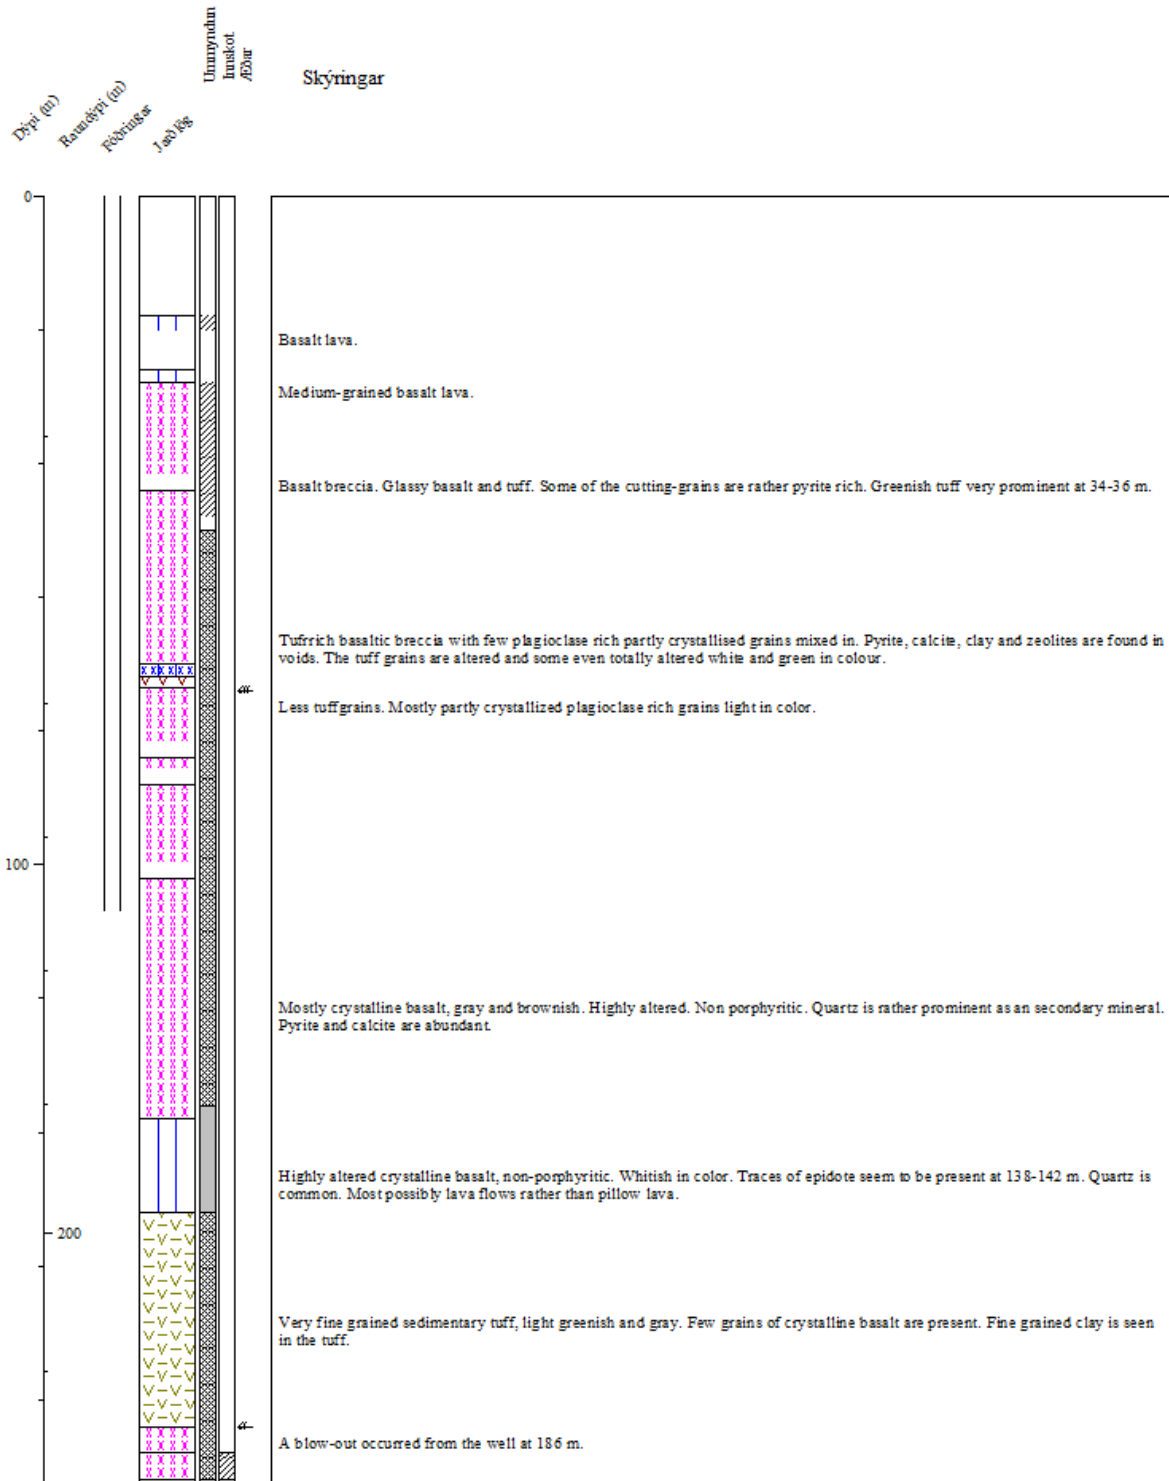 Dýpi (m)
Raundýpi (m)
Fóðringar
Jarðlög
Ummyndun
Innskot
Æðar
Skýringar
0
Basalt lava.
Medium-grained basalt lava.
Basalt breccia. Glassy basalt and tuff. Some of the cutting-grains are rather pyrite rich. Greenish tuff very prominent at 34-36 m.
Tuffrich basaltic breccia with few plagioclase rich partly crystallised grains mixed in. Pyrite, calcite, clay and zeolites are found in
voids. The tuff grains are altered and some even totally altered white and green in colour.
Less tuffgrains. Mostly partly crystallized plagioclase rich grains light in color.
100
Mostly crystalline basalt, gray and brownish. Highly altered. Non porphyritic. Quartz is rather prominent as an secondary mineral.
Pyrite and calcite are abundant.
Highly altered crystalline basalt, non-porphyritic. Whitish in color. Traces of epidote seem to be present at 138-142 m. Quartz is
common. Most possibly lava flows rather than pillow lava.
200
Very fine grained sedimentary tuff, light greenish and gray. Few grains of crystalline basalt are present. Fine grained clay is seen
in the tuff.
A blow-out occurred from the well at 186 m.